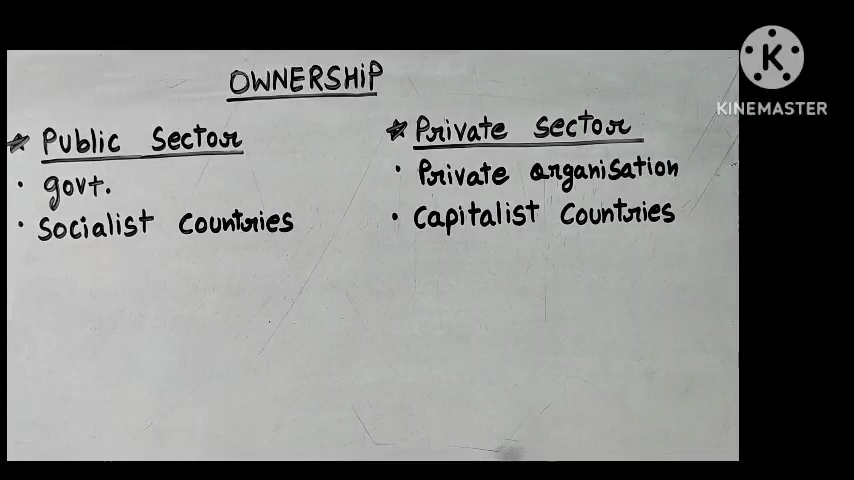 OWNERSHIP
Public Sector
govt.
Socialist Countries
Private Sector
Private organisation
Capitalist Countries
K
KINEMASTER